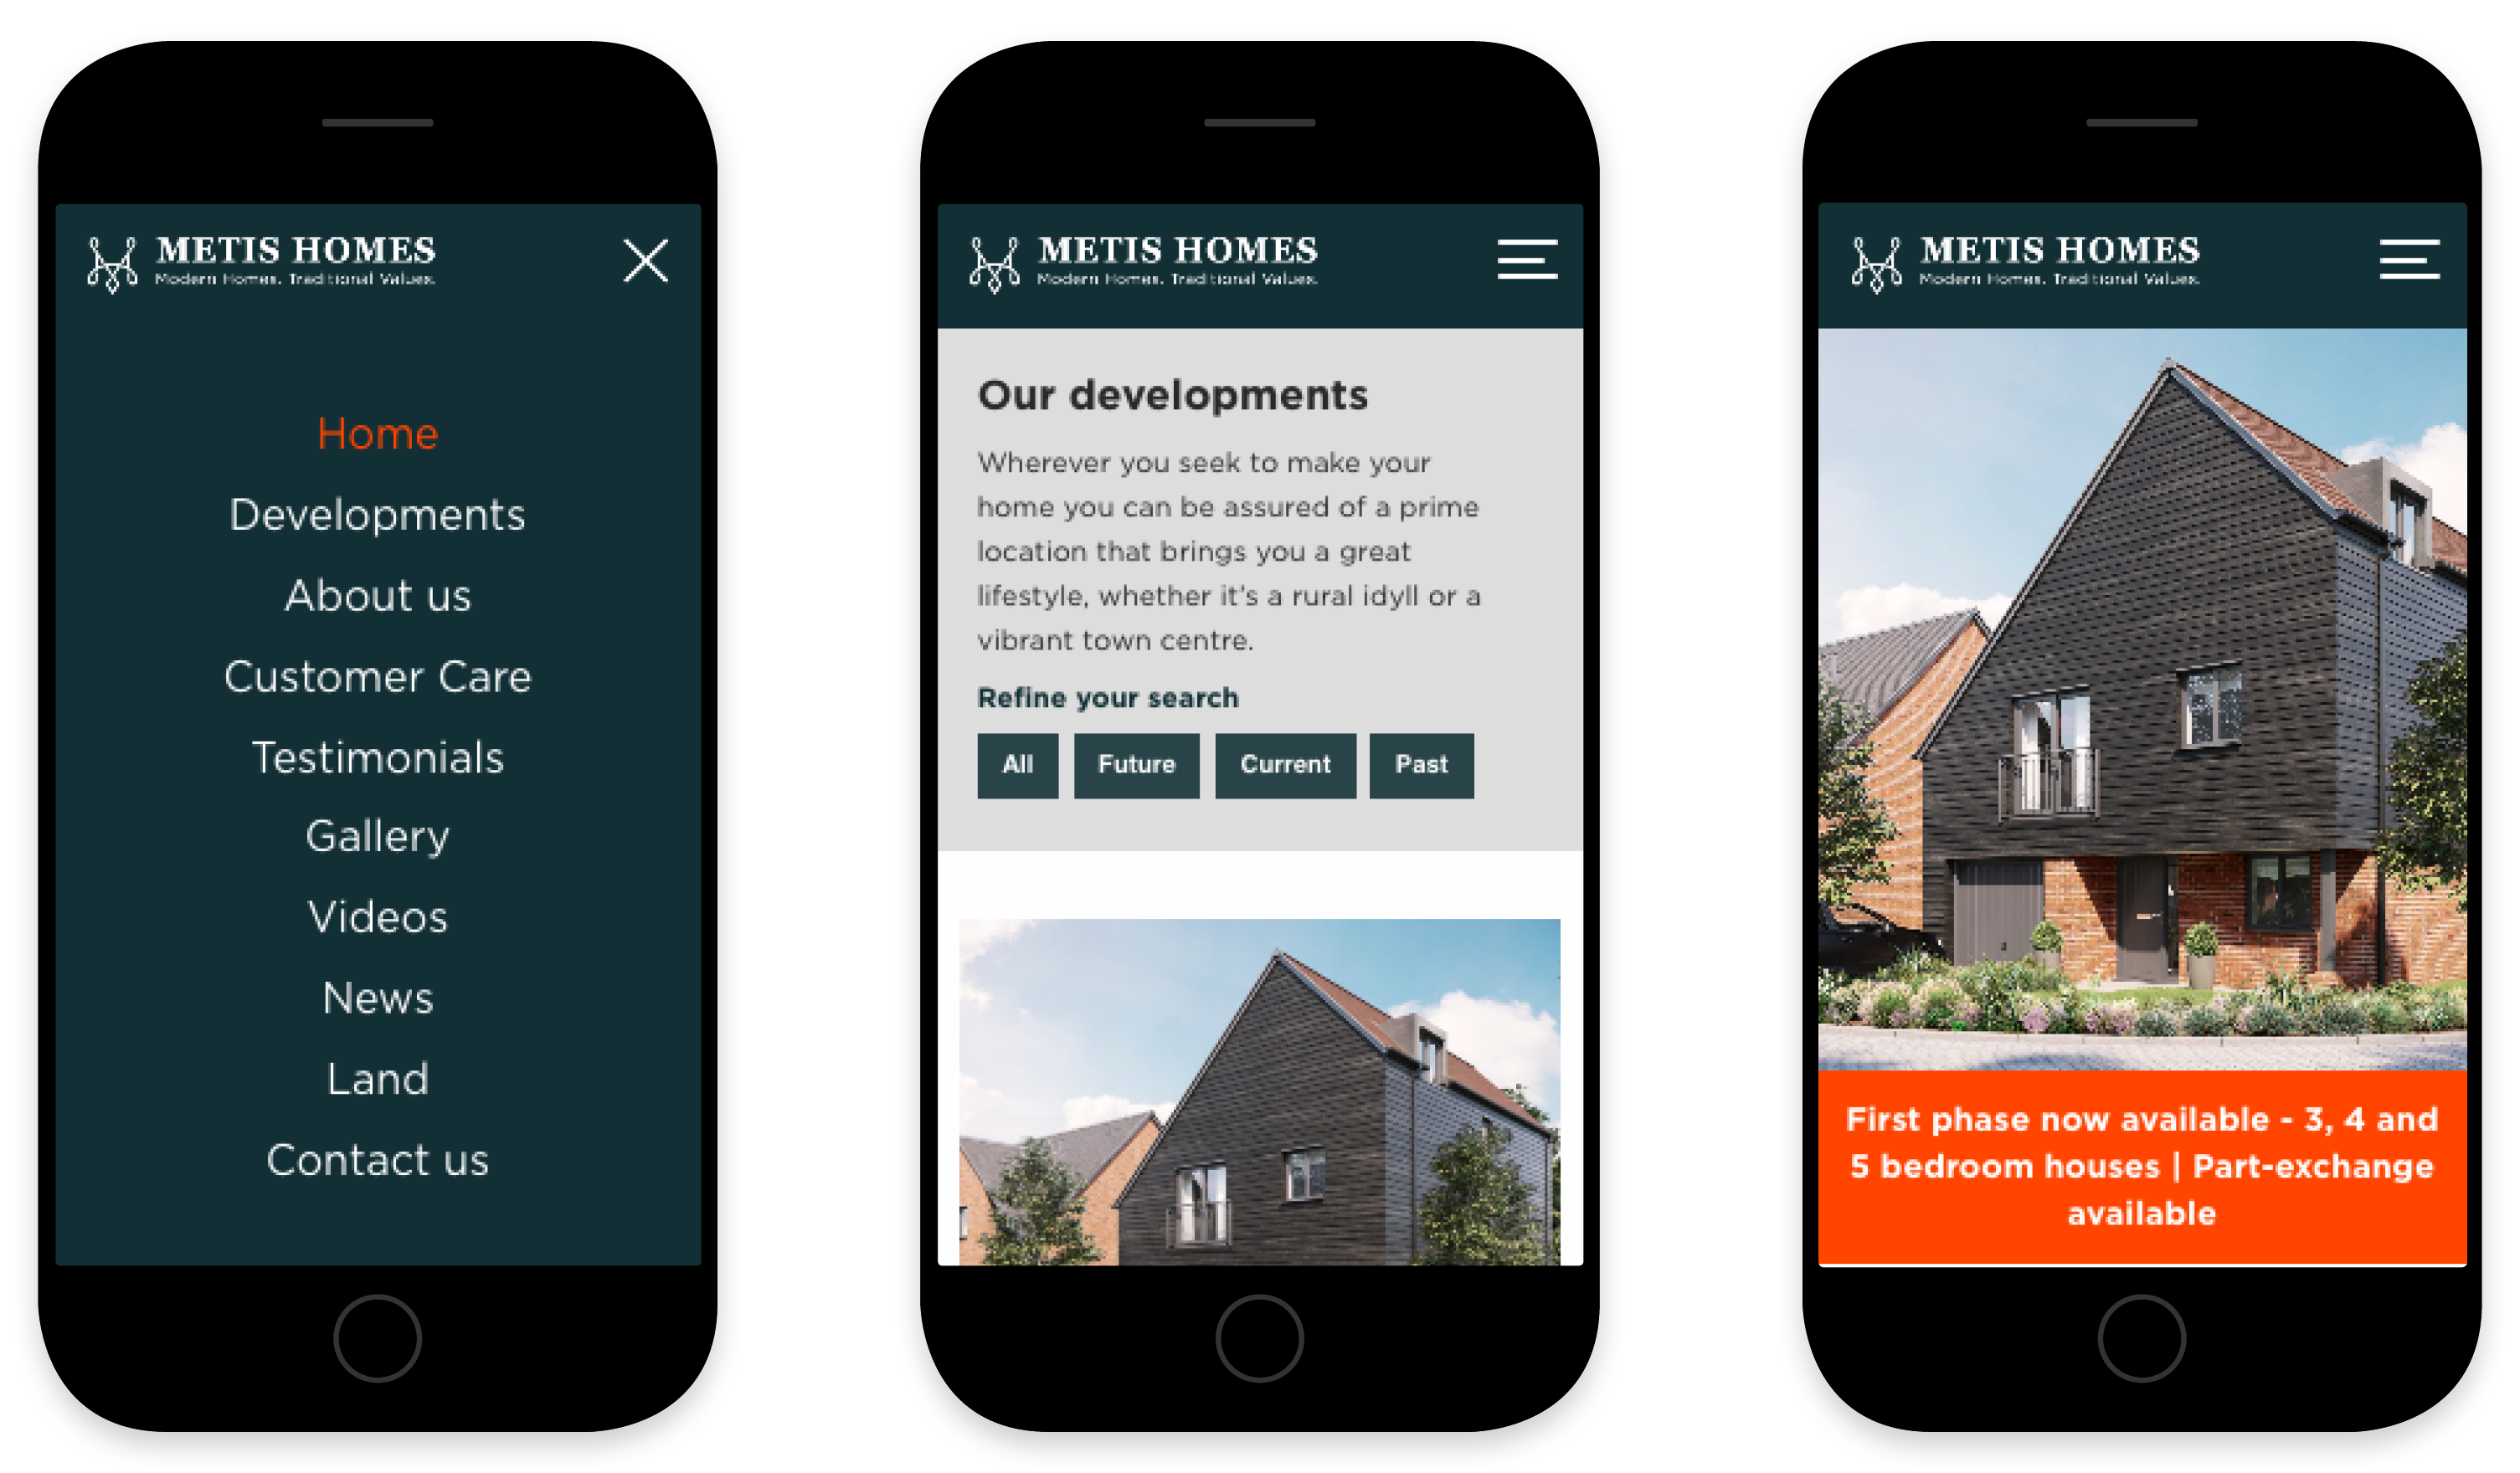 METIS HOMES
Modern Homes. Traditional Values.
Home
Developments
About us
Customer Care
Testimonials
Gallery
Videos
News
Land
Contact us
METIS HOMES
Modern Homes. Traditional Values.
Our developments
Wherever you seek to make your
home you can be assured of a prime
location that brings you a great
lifestyle, whether it's a rural idyll or a
vibrant town centre.
Refine your search
All Future Current Past
METIS HOMES
Modern Homes. Traditional Values.
First phase now available - 3, 4 and
5 bedroom houses | Part-exchange
available